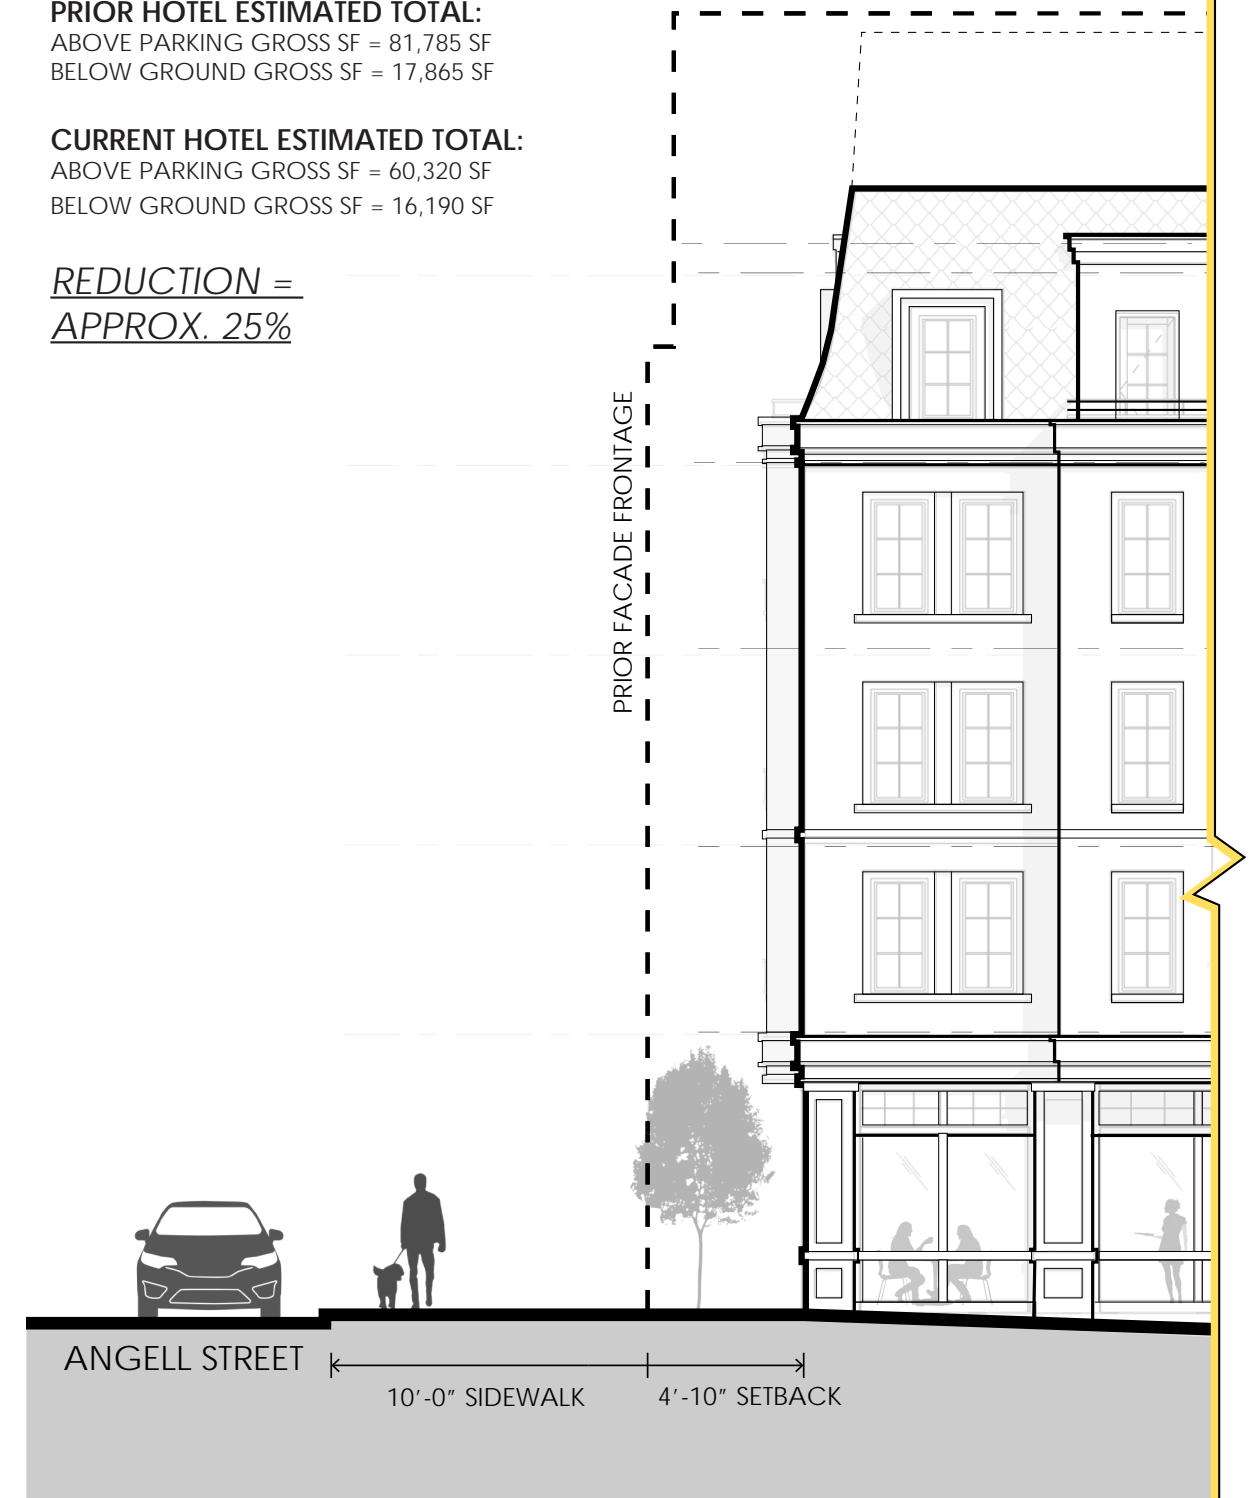 PRIOR HOTEL ESTIMATED TOTAL:
ABOVE PARKING GROSS SF = 81,785 SF
BELOW GROUND GROSS SF = 17,865 SF
CURRENT HOTEL ESTIMATED TOTAL:
ABOVE PARKING GROSS SF = 60,320 SF
BELOW GROUND GROSS SF = 16,190 SF
REDUCTION =
APPROX. 25%
PRIOR FACADE FRONTAGE
ANGELL STREET
10'-0" SIDEWALK
4'-10" SETBACK